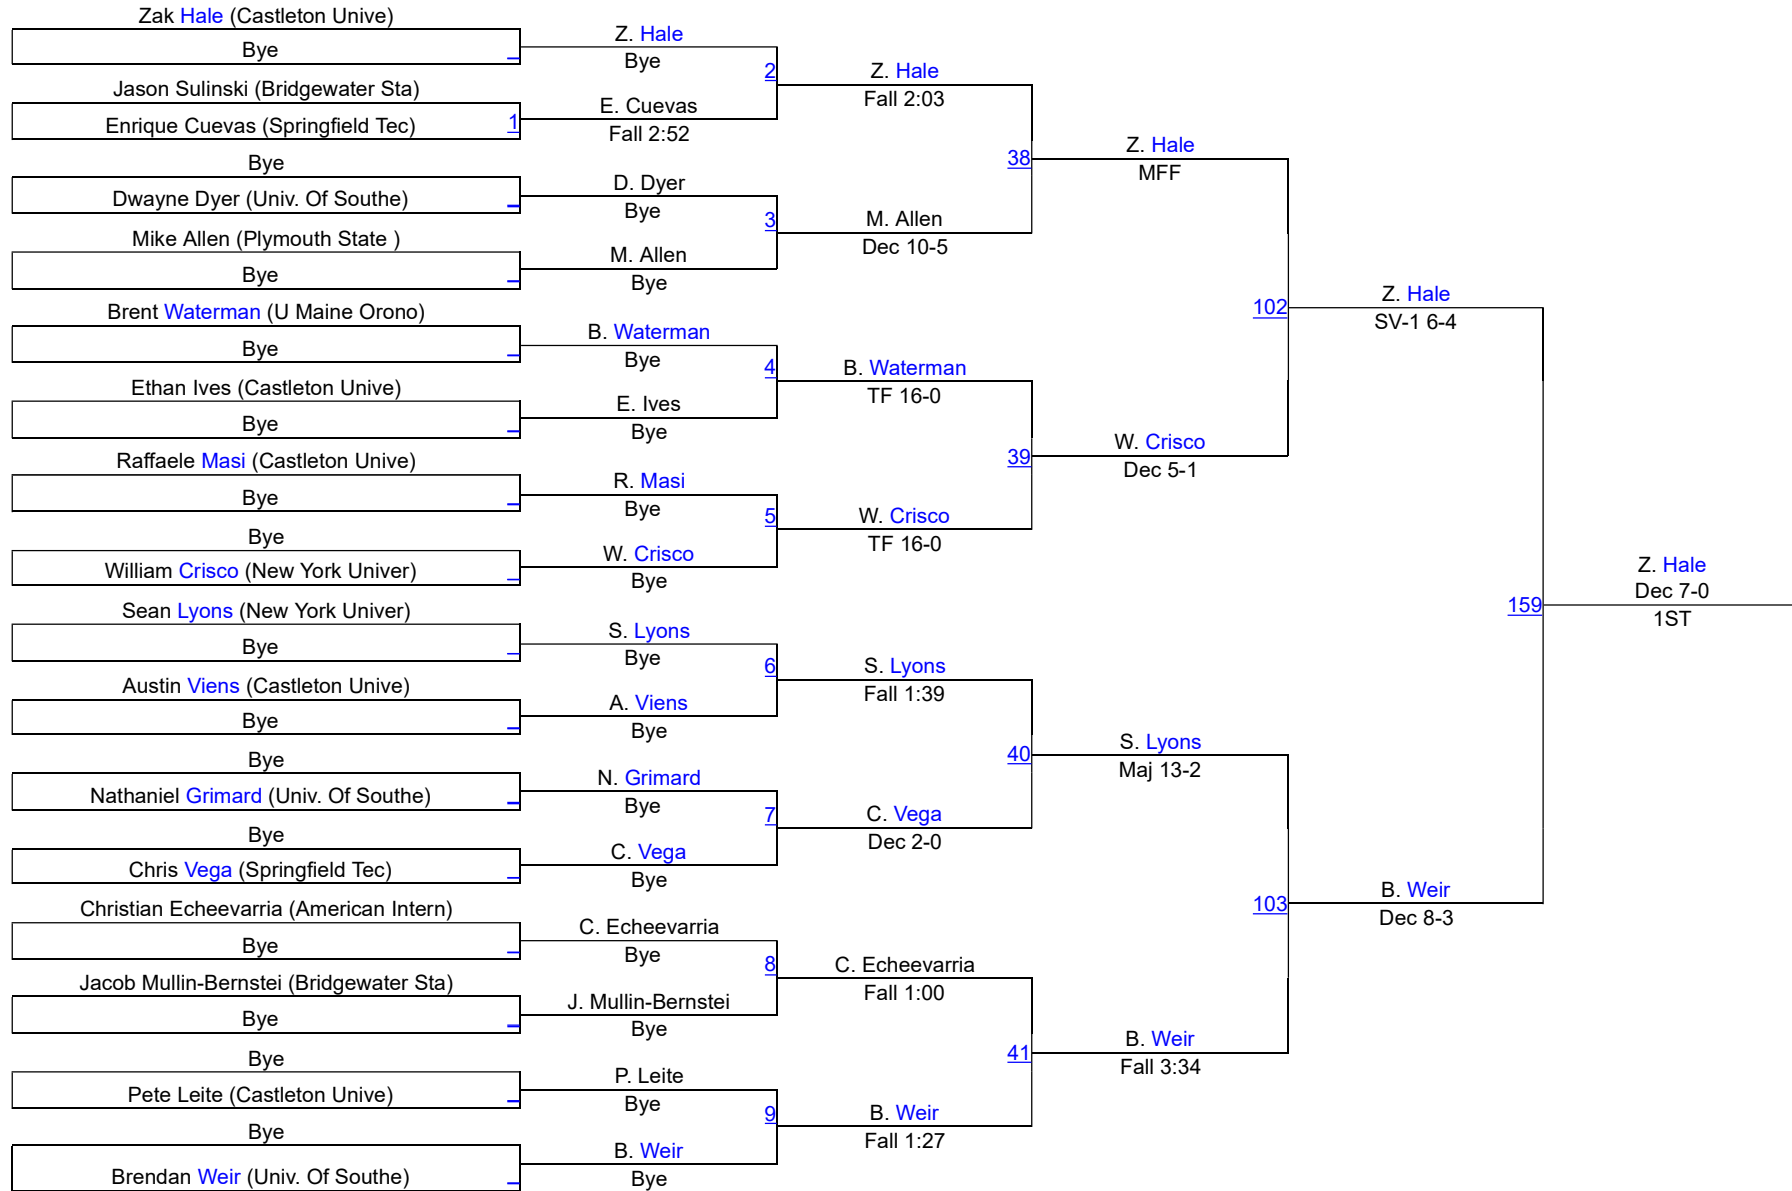 Zak Hale (Castleton Unive)
Bye
Jason Sulinski (Bridgewater Sta)
Enrique Cuevas (Springfield Tec)
1
Bye
Dwayne Dyer (Univ. Of Southe)
Mike Allen (Plymouth State )
Bye
Brent Waterman (U Maine Orono)
Bye
Ethan Ives (Castleton Unive)
Bye
Raffaele Masi (Castleton Unive)
Bye
Bye
William Crisco (New York Univer)
Sean Lyons (New York Univer)
Bye
Austin Viens (Castleton Unive)
Bye
Bye
Nathaniel Grimard (Univ. Of Southe)
Bye
Chris Vega (Springfield Tec)
Christian Echeevarria (American Intern)
Bye
Jacob Mullin-Bernstei (Bridgewater Sta)
Bye
Bye
Pete Leite (Castleton Unive)
Bye
Brendan Weir (Univ. Of Southe)
Z. Hale
Bye
2
E. Cuevas
Fall 2:52
D. Dyer
Bye
3
M. Allen
Bye
B. Waterman
Bye
4
E. Ives
Bye
R. Masi
Bye
5
W. Crisco
Bye
S. Lyons
Bye
6
A. Viens
Bye
N. Grimard
Bye
7
C. Vega
Bye
C. Echeevarria
Bye
8
J. Mullin-Bernstei
Bye
P. Leite
Bye
9
B. Weir
Bye
Z. Hale
Fall 2:03
38
M. Allen
Dec 10-5
B. Waterman
TF 16-0
39
W. Crisco
TF 16-0
S. Lyons
Fall 1:39
40
C. Vega
Dec 2-0
C. Echeevarria
Fall 1:00
41
B. Weir
Fall 1:27
Z. Hale
MFF
102
W. Crisco
Dec 5-1
S. Lyons
Maj 13-2
103
B. Weir
Fall 3:34
Z. Hale
SV-1 6-4
159
B. Weir
Dec 8-3
Z. Hale
Dec 7-0
1ST